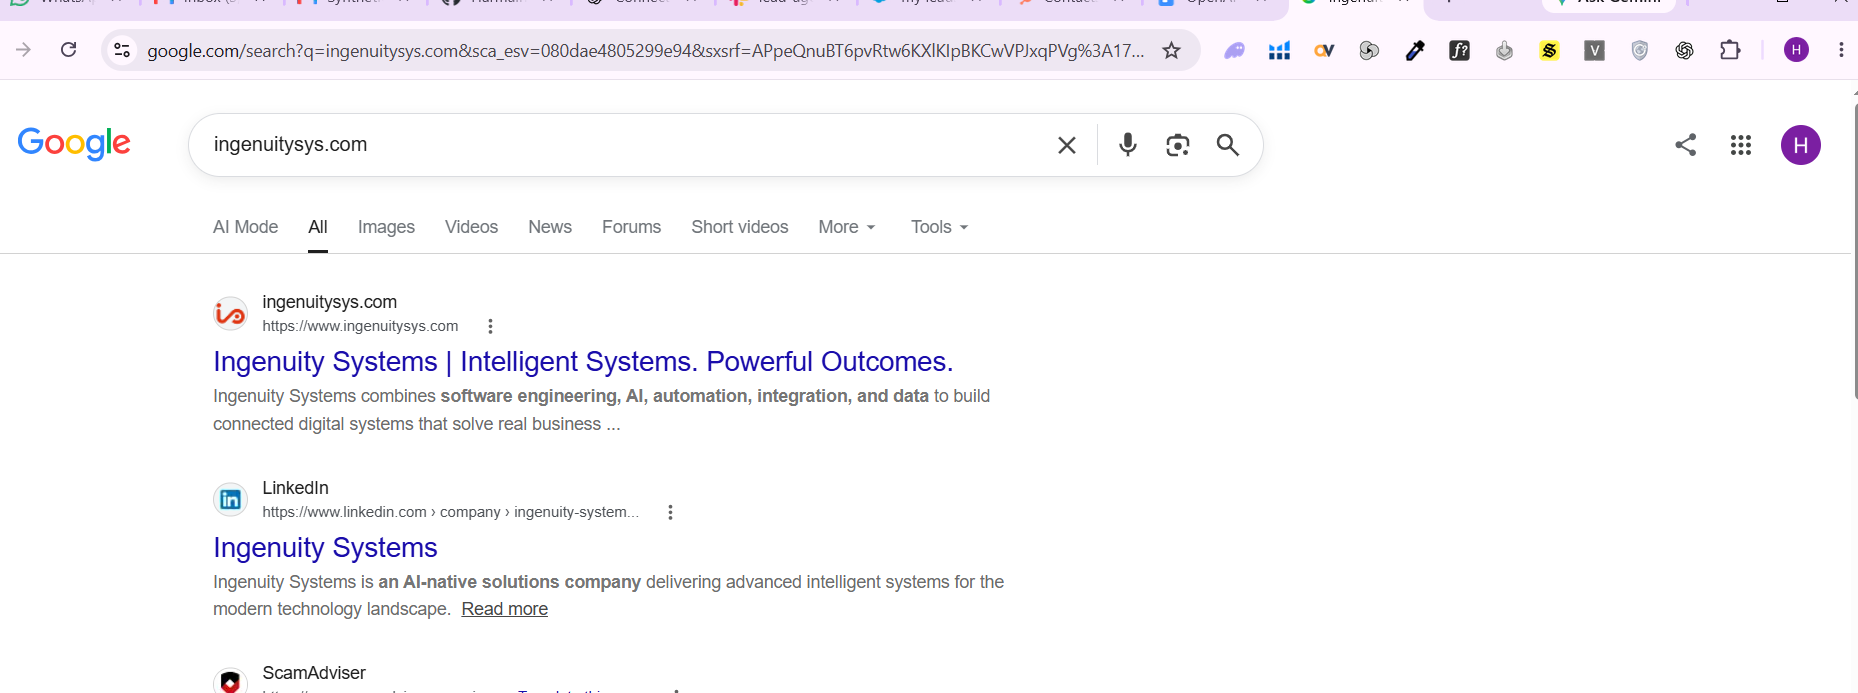 google.com/search?q=ingenuitysys.com&sca_esv=080dae4805299e94&sxsrf=APpeQnuBT6pvRtw6KXlKIpBKCwVPJxqPVg%3A17...
Google
ingenuitysys.com
H
AI Mode All Images Videos News Forums Short videos More Tools
ingenuitysys.com
https://www.ingenuitysys.com
Ingenuity Systems | Intelligent Systems. Powerful Outcomes.
Ingenuity Systems combines software engineering, AI, automation, integration, and data to build
connected digital systems that solve real business ...
LinkedIn
https://www.linkedin.com › company › ingenuity-system...
Ingenuity Systems
Ingenuity Systems is an AI-native solutions company delivering advanced intelligent systems for the
modern technology landscape. Read more
ScamAdviser